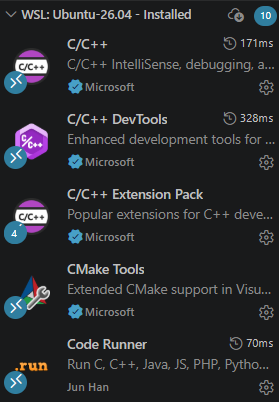 WSL: Ubuntu-26.04 - Installed
10
C/C++
C/C++
171ms
C/C++ IntelliSense, debugging, a...
Microsoft
C/C++
C/C++ DevTools
328ms
Enhanced development tools for ...
Microsoft
C/C++
4
C/C++ Extension Pack
Popular extensions for C++ deve...
Microsoft
CMake Tools
Extended CMake support in Visu...
Microsoft
.run
Code Runner
70ms
Run C, C++, Java, JS, PHP, Pytho...
Jun Han